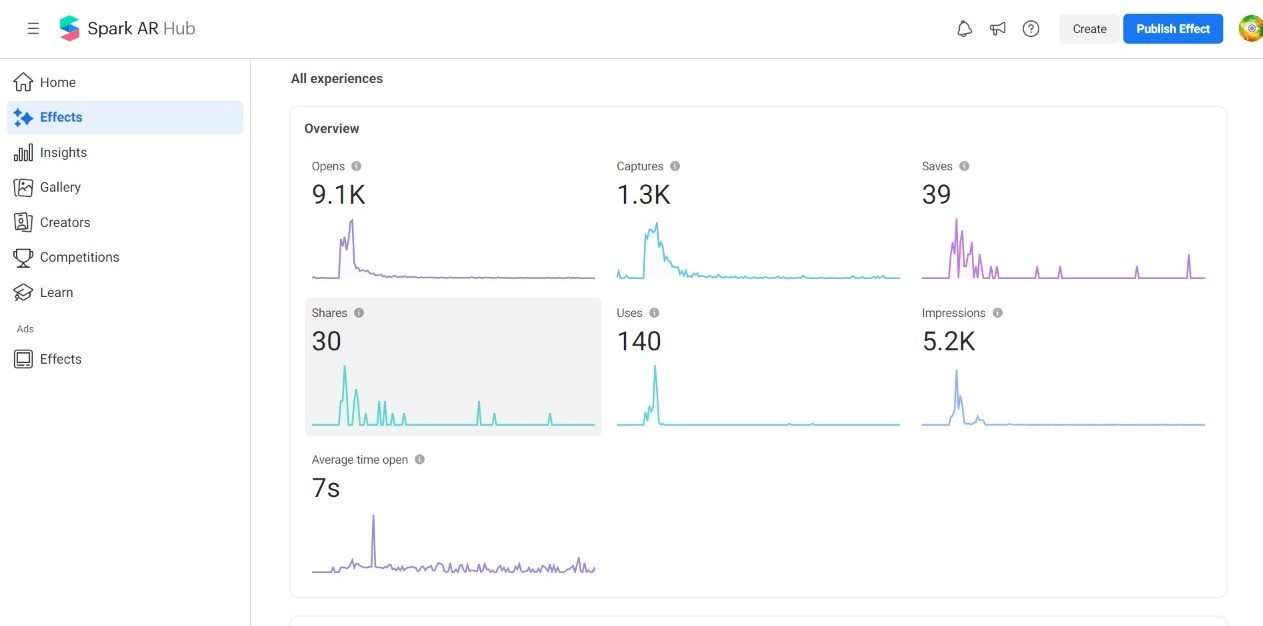 Spark AR Hub
Create
Publish Effect
Home
Effects
Insights
Gallery
Creators
Competitions
Learn
Ads
Effects
All experiences
Overview
Opens
9.1K
Captures
1.3K
Saves
39
Shares
30
Uses
140
Impressions
5.2K
Average time open
7s